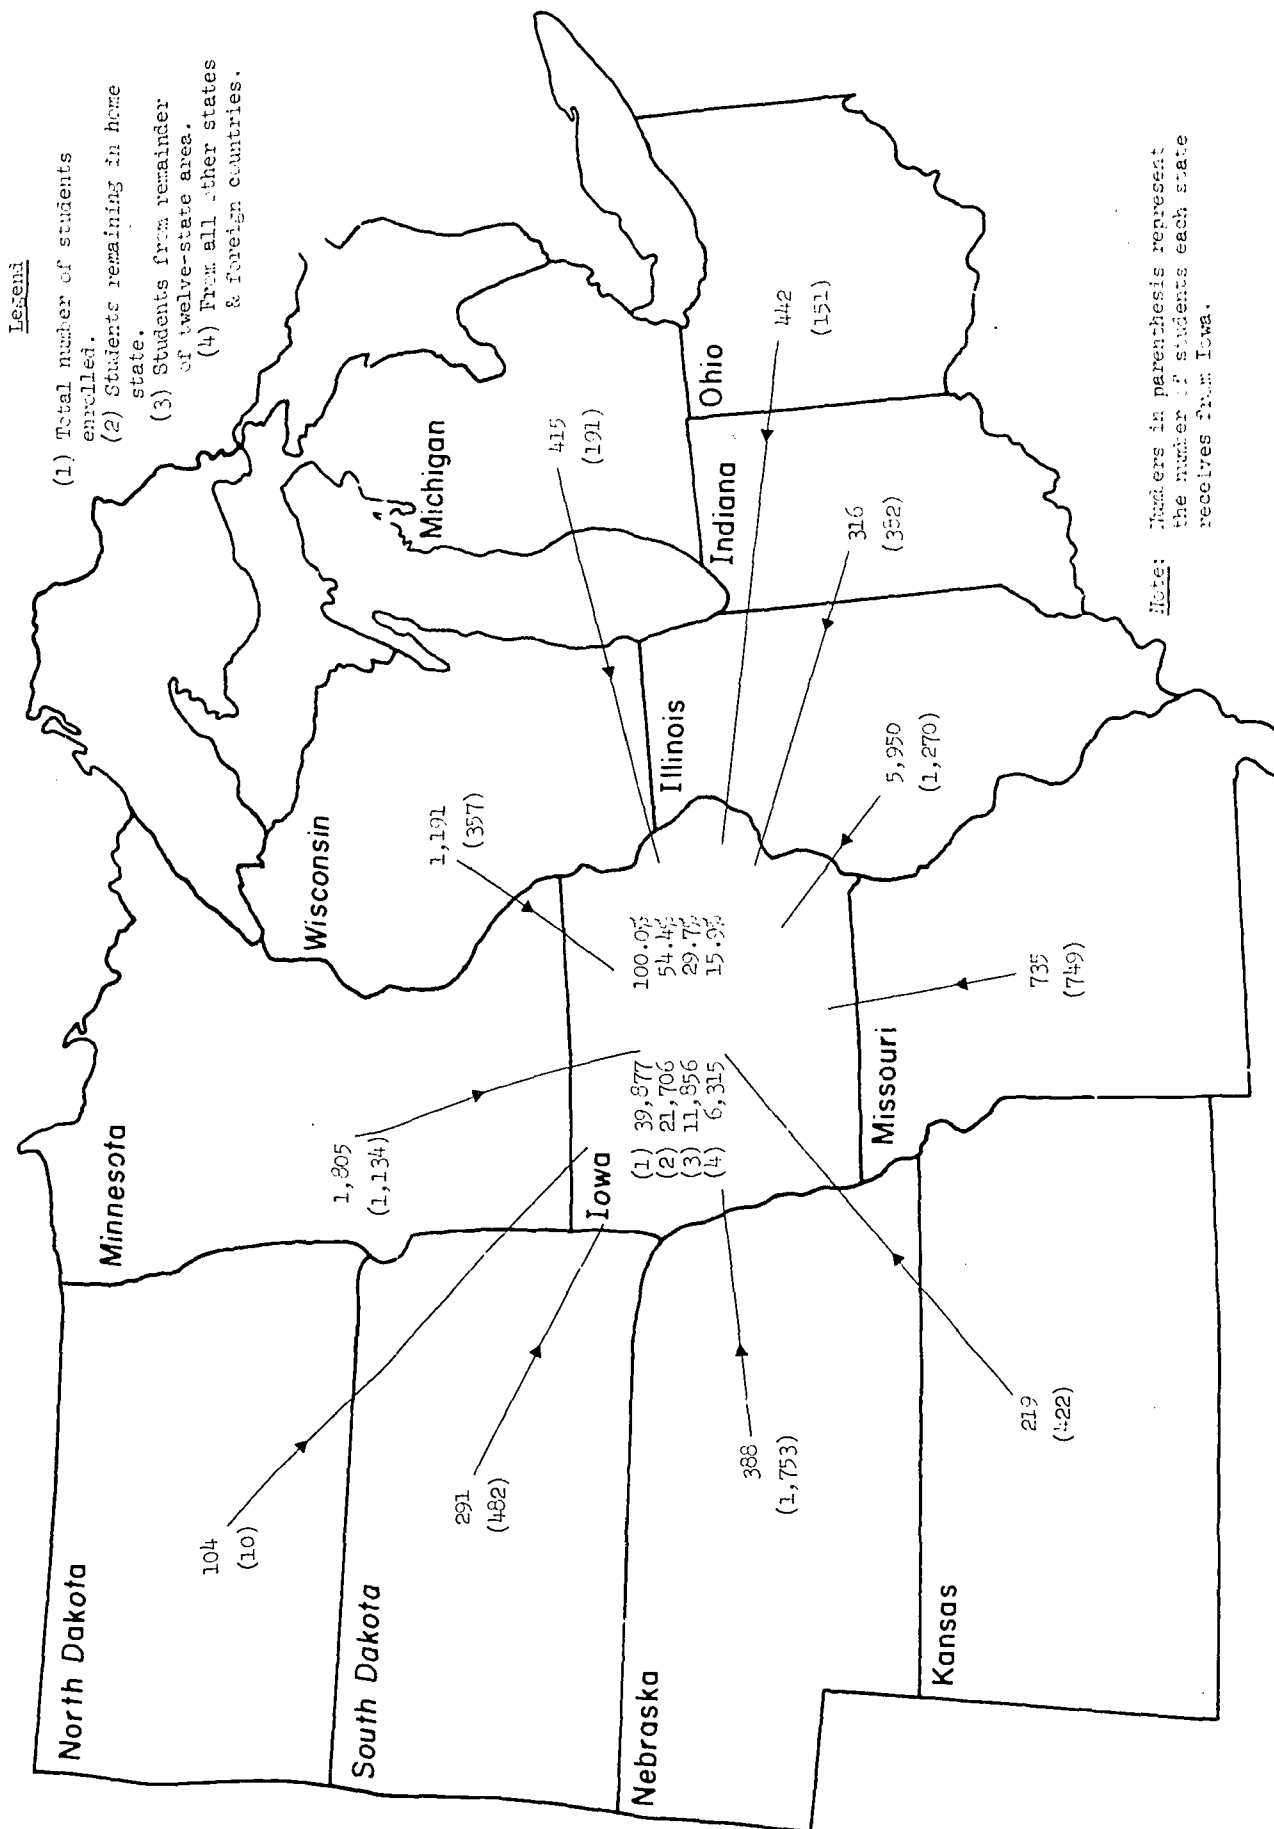 Legend
(1) Total number of students
enrolled.
(2) Students remaining in home
state.
(3) Students from remainder
of twelve-state area.
(4) From all other states
& foreign countries.
North Dakota
104
(10)
Minnesota
1,805
(1,134)
Wisconsin
1,191
(357)
Michigan
415
(191)
South Dakota
291
(482)
Iowa
(1) 39,877 100.0%
(2) 21,706 54.4%
(3) 11,856 29.7%
(4) 6,315 15.9%
Illinois
5,950
(1,270)
Indiana
316
Ohio
442
(151)
Nebraska
388
(1,753)
Missouri
735
(749)
Kansas
219
(422)
Note: Numbers in parenthesis represent
the number of students each state
receives from Iowa.